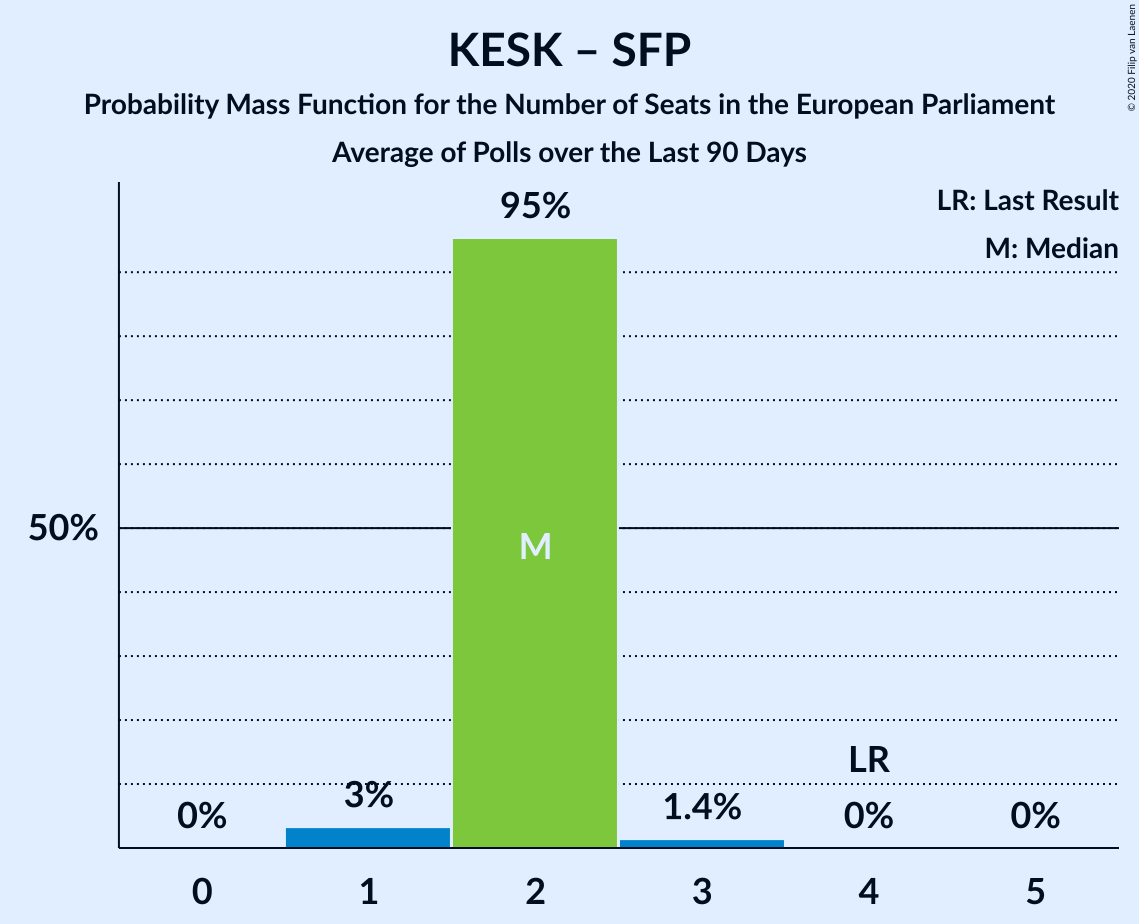 KESK – SFP
Probability Mass Function for the Number of Seats in the European Parliament
Average of Polls over the Last 90 Days
© 2020 Filip van Laenen
LR: Last Result
M: Median
95%
50%
M
LR
0%
3%
1.4%
0%
0%
0
1
2
3
4
5